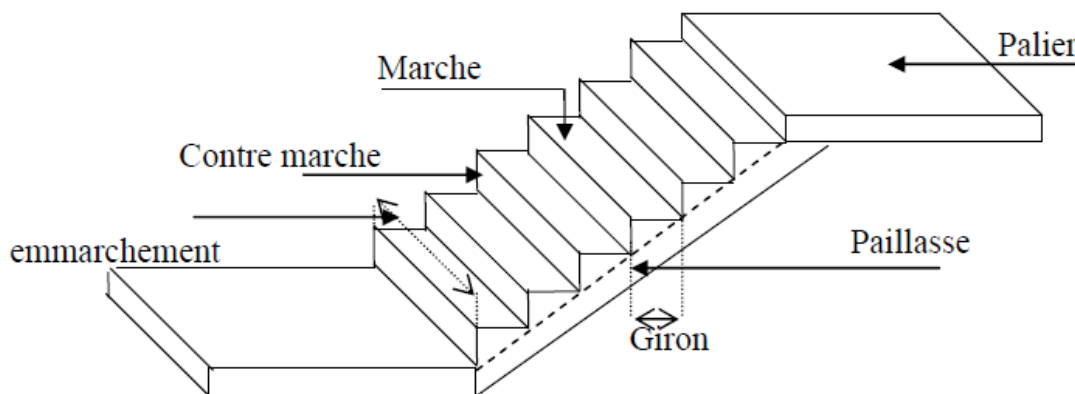 Palier
Marche
Contre marche
emmarchement
Paillasse
Giron